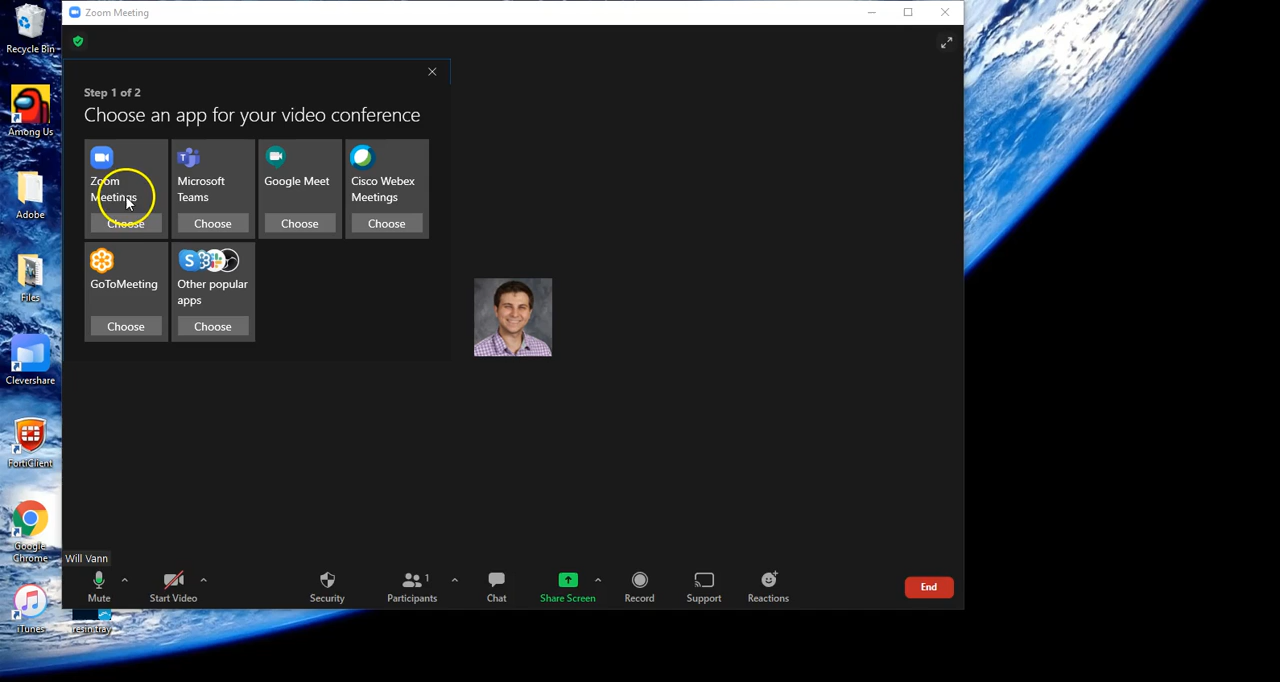 Zoom Meeting
Recycle Bin
Among Us
Adobe
Files
Clevershare
FortiClient
Google
Chrome
iTunes
resin tray
Step 1 of 2
Choose an app for your video conference
Zoom
Meetings
Choose
Microsoft
Teams
Choose
Google Meet
Choose
Cisco Webex
Meetings
Choose
GoToMeeting
Choose
Other popular
apps
Choose
Will Vann
Mute
Start Video
Security
1
Participants
Chat
Share Screen
Record
Support
Reactions
End